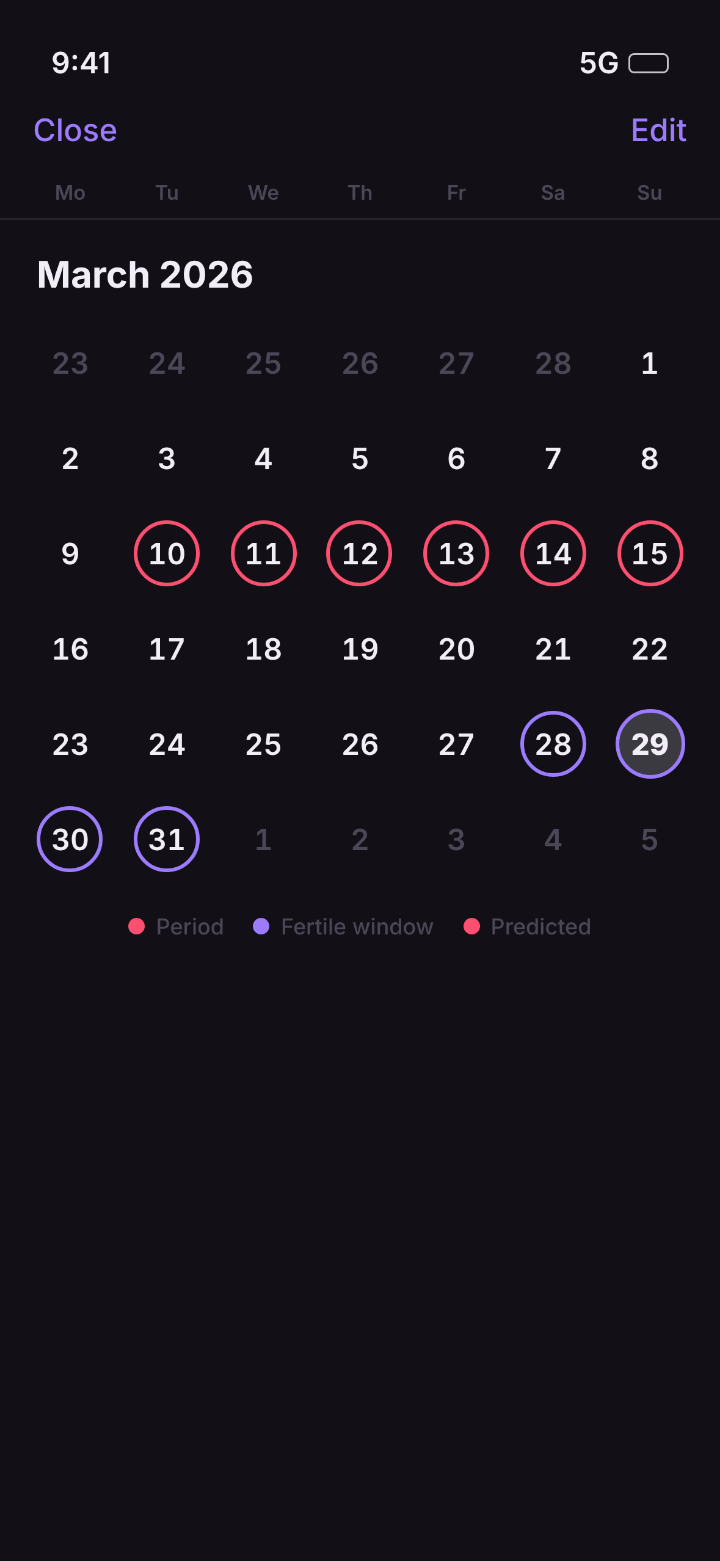 9:41 5G
Close Edit
Mo Tu We Th Fr Sa Su
March 2026
23 24 25 26 27 28 1
2 3 4 5 6 7 8
9 10 11 12 13 14 15
16 17 18 19 20 21 22
23 24 25 26 27 28 29
30 31 1 2 3 4 5
Period Fertile window Predicted